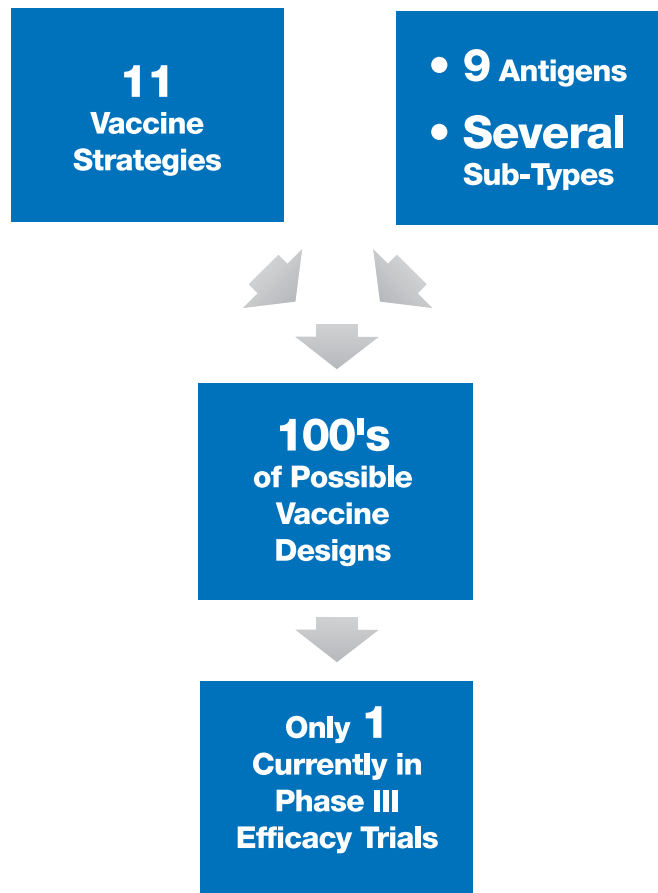 11
Vaccine
Strategies
• 9 Antigens
• Several
Sub-Types
100's
of Possible
Vaccine
Designs
Only 1
Currently in
Phase III
Efficacy Trials